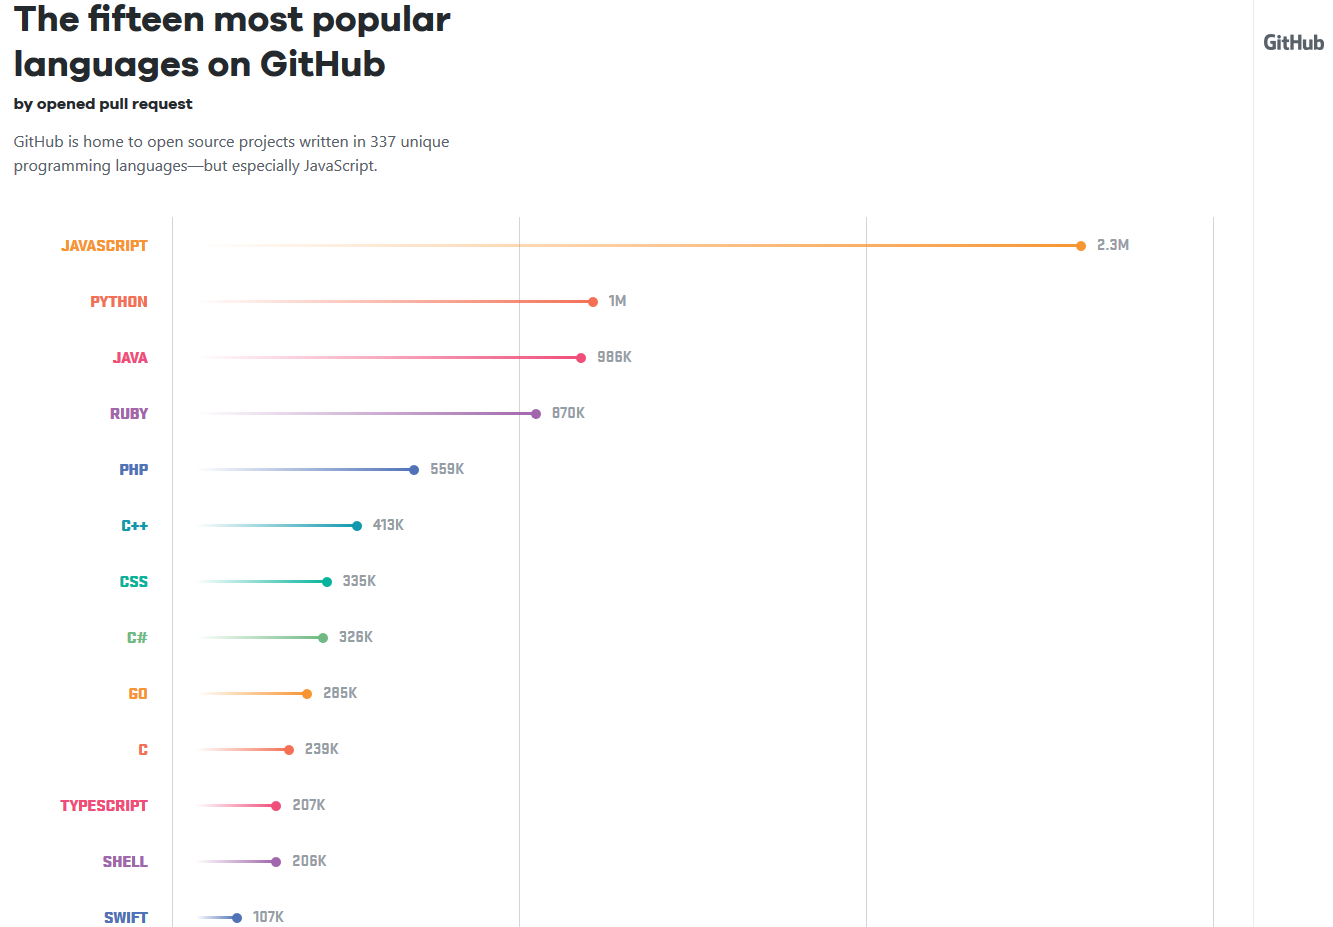 The fifteen most popular
languages on GitHub
GitHub
by opened pull request
GitHub is home to open source projects written in 337 unique
programming languages—but especially JavaScript.
JAVASCRIPT 2.3M
PYTHON 1M
JAVA 986K
RUBY 870K
PHP 559K
C++ 413K
CSS 335K
C# 326K
GO 285K
C 239K
TYPESCRIPT 207K
SHELL 206K
SWIFT 107K